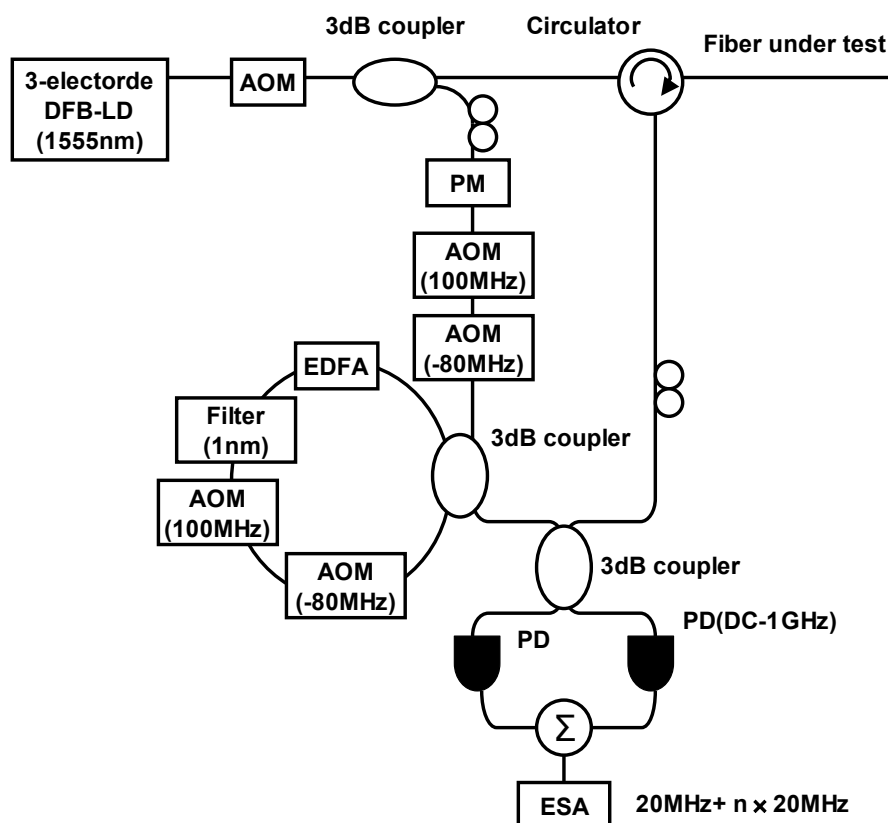 3dB coupler
Circulator
Fiber under test
3-electorde
DFB-LD
(1555nm)
AOM
PM
AOM
(100MHz)
AOM
(-80MHz)
EDFA
Filter
(1nm)
3dB coupler
AOM
(100MHz)
AOM
(-80MHz)
3dB coupler
PD
PD(DC-1GHz)
Σ
ESA
20MHz+ n × 20MHz